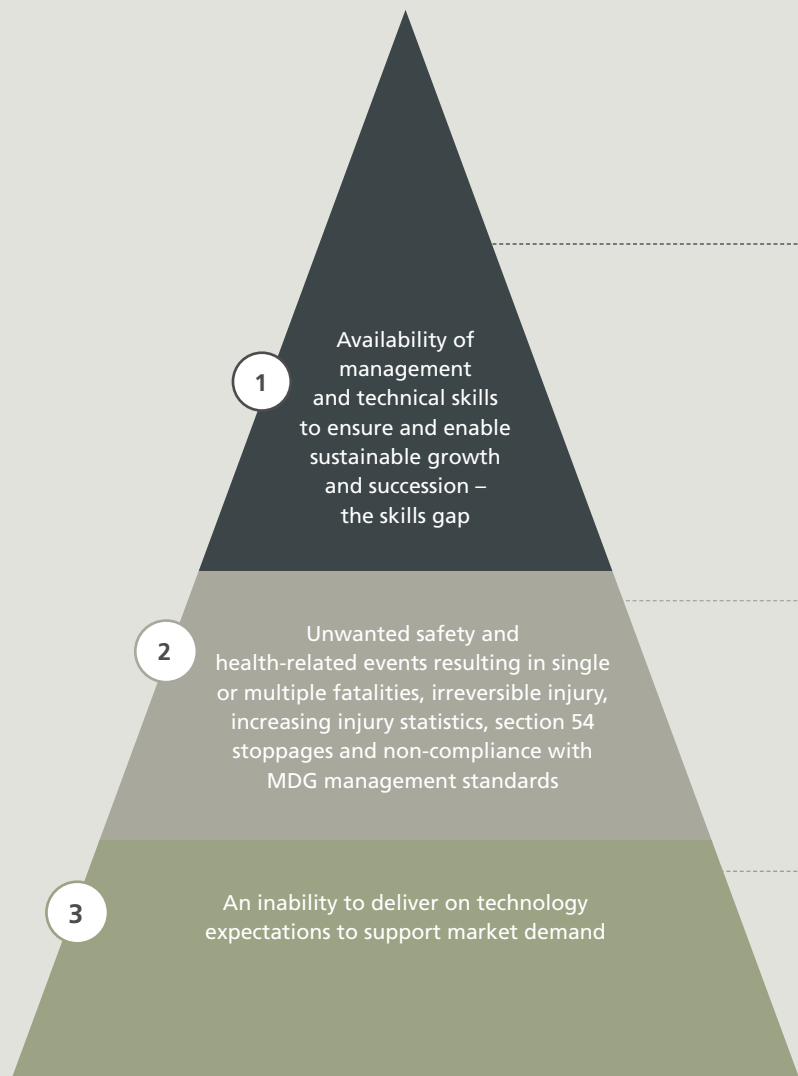 1
Availability of
management
and technical skills
to ensure and enable
sustainable growth
and succession –
the skills gap
2
Unwanted safety and
health-related events resulting in single
or multiple fatalities, irreversible injury,
increasing injury statistics, section 54
stoppages and non-compliance with
MDG management standards
3
An inability to deliver on technology
expectations to support market demand